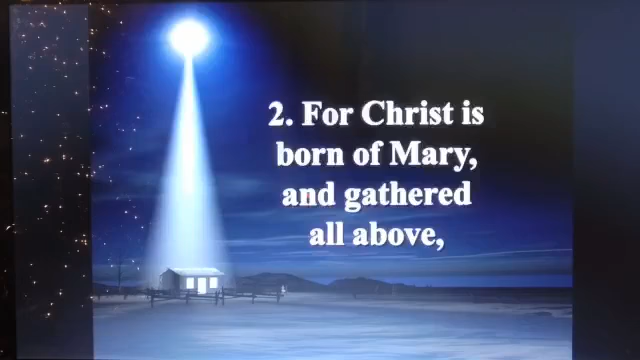 2. For Christ is
born of Mary,
and gathered
all above,